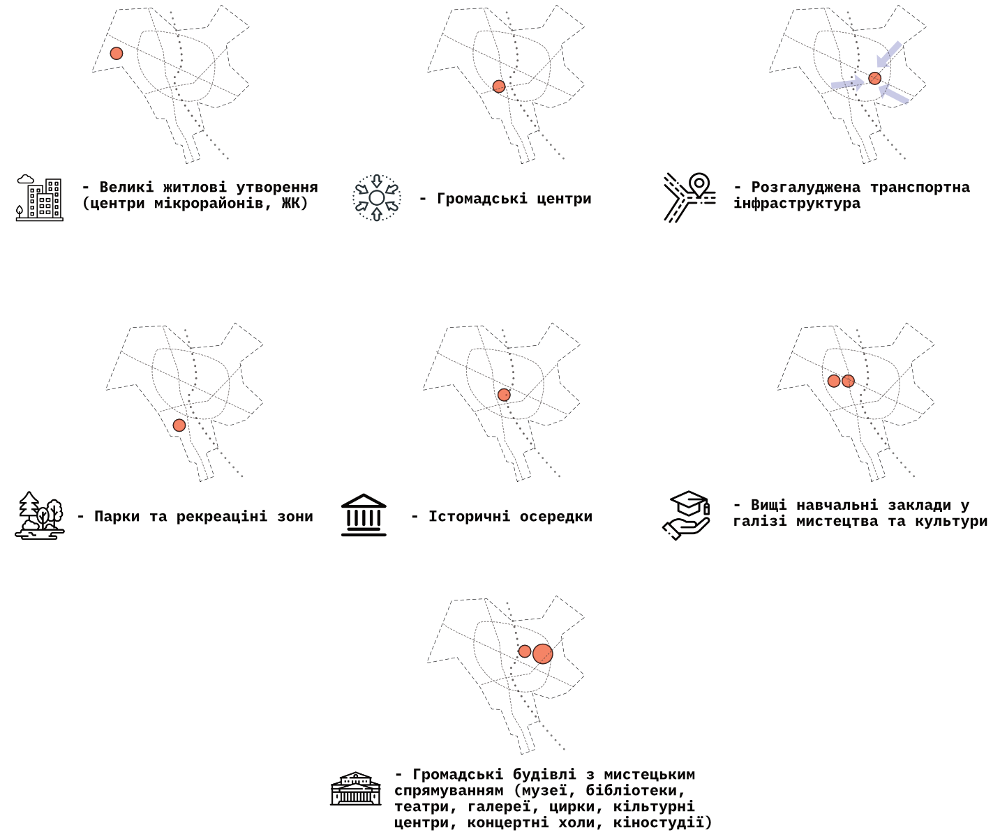 - Великі житлові утворення
(центри мікрорайонів, ЖК)
- Громадські центри
- Розгалуджена транспортна
інфраструктура
- Парки та рекреаціні зони
- Історичні осередки
- Вищі навчальні заклади у
галізі мистецтва та культури
- Громадські будівлі з мистецьким
спрямуванням (музеї, бібліотеки,
театри, галереї, цирки, кільтурні
центри, концертні холи, кіностудії)